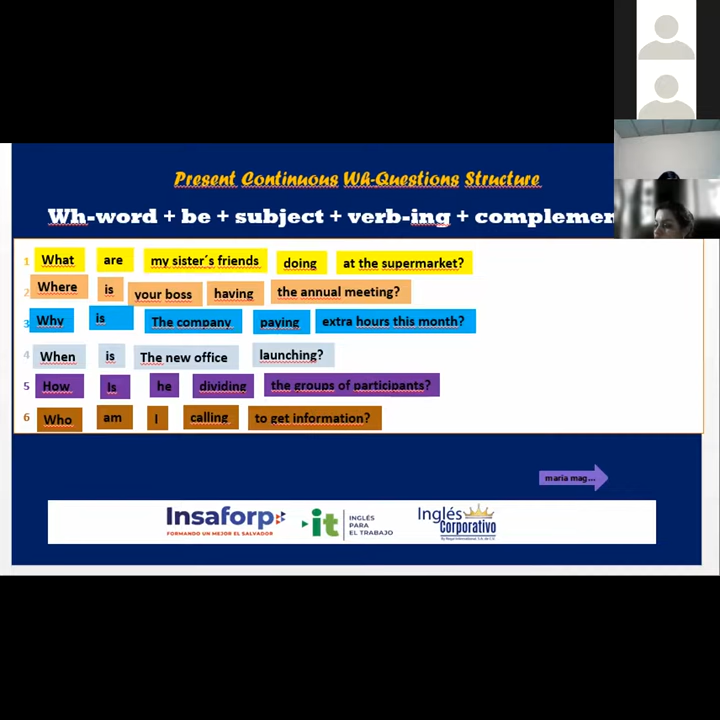 Present Continuous Wh-Questions Structure
Wh-word + be + subject + verb-ing + complemen
1 What are my sister´s friends doing at the supermarket?
2 Where is your boss having the annual meeting?
3 Why is The company paying extra hours this month?
4 When is The new office launching?
5 How Is he dividing the groups of participants?
6 Who am I calling to get information?
maria mag...
Insaforp
FORMANDO UN MEJOR EL SALVADOR
it
INGLÉS
PARA
EL TRABAJO
Inglés
Corporativo